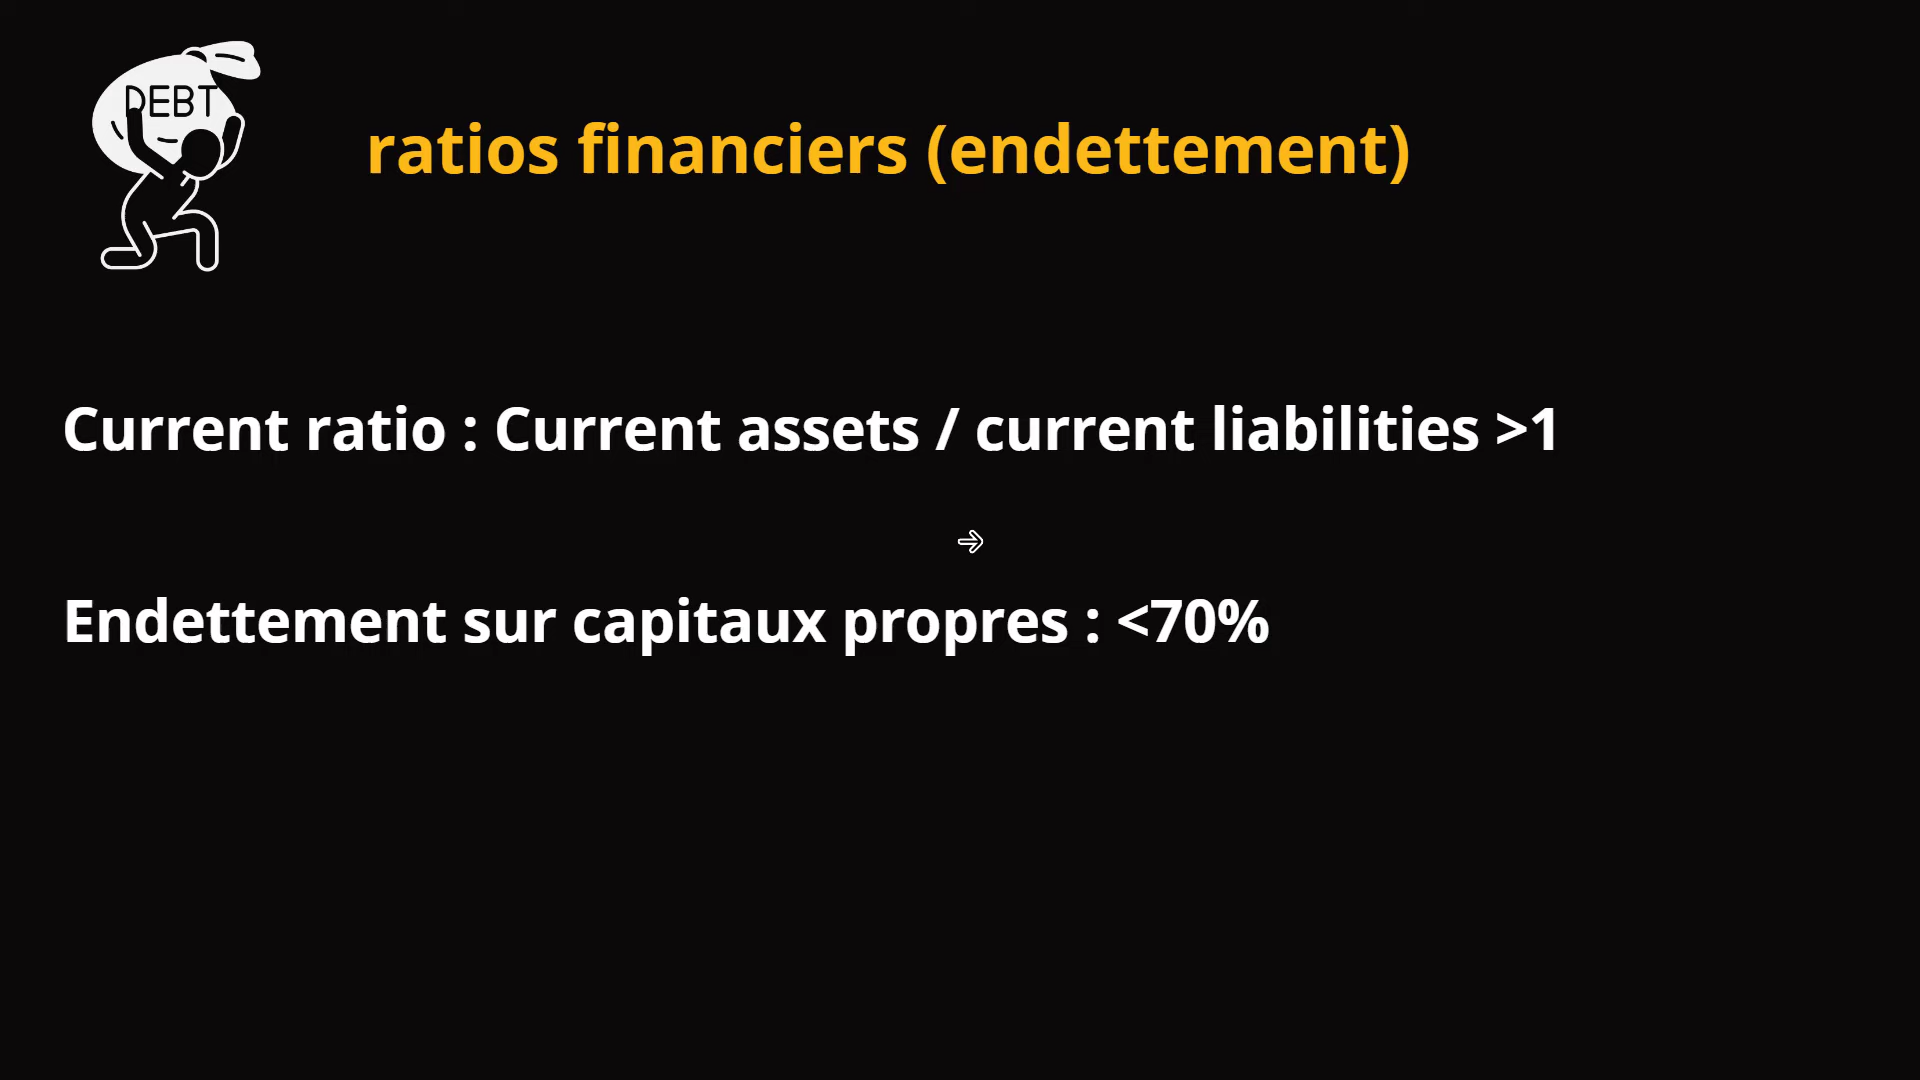 DEBT
ratios financiers (endettement)
Current ratio : Current assets / current liabilities >1
Endettement sur capitaux propres : <70%